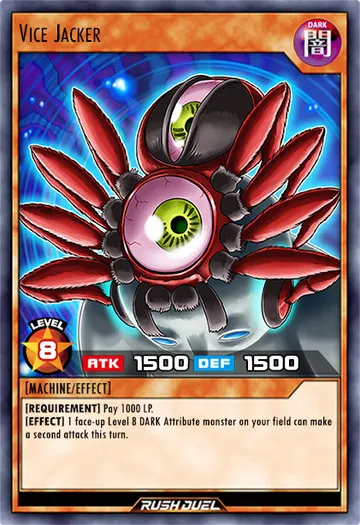 Vice Jacker
DARK
闇
LEVEL
8
ATK 1500 DEF 1500
[MACHINE/EFFECT]
[REQUIREMENT] Pay 1000 LP.
[EFFECT] 1 face-up Level 8 DARK Attribute monster on your field can make
a second attack this turn.
RUSH DUEL